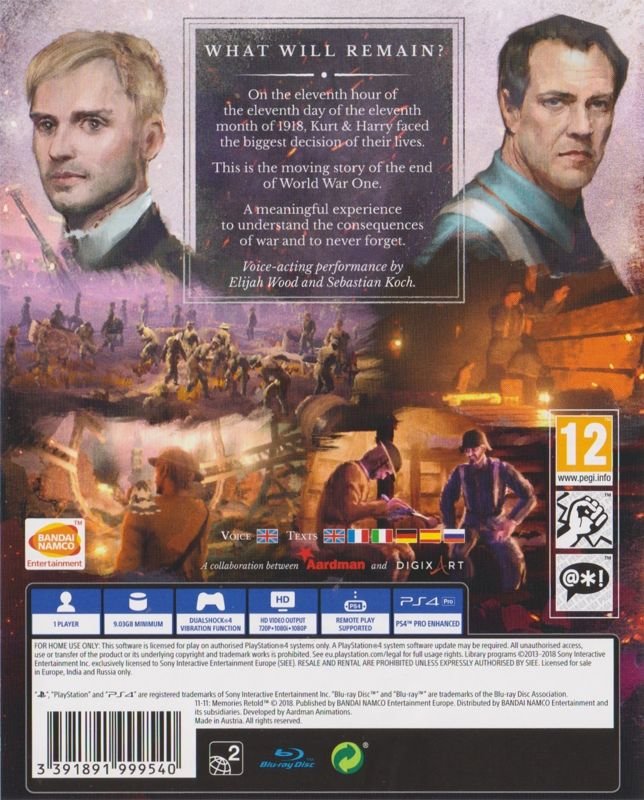 WHAT WILL REMAIN?
On the eleventh hour of
the eleventh day of the eleventh
month of 1918, Kurt & Harry faced
the biggest decision of their lives.
This is the moving story of the end
of World War One.
A meaningful experience
to understand the consequences
of war and to never forget.
Voice-acting performance by
Elijah Wood and Sebastian Koch.
12
www.pegi.info
@*!
BANDAI
NAMCO
Entertainment
VOICE TEXTS
A collaboration between Aardman and DIGIXART
1 PLAYER
9.03GB MINIMUM
DUALSHOCK®4
VIBRATION FUNCTION
HD
HD VIDEO OUTPUT
720P•1080i•1080P
PS4
REMOTE PLAY
SUPPORTED
PS4 Pro
PS4™ PRO ENHANCED
FOR HOME USE ONLY: This software is licensed for play on authorised PlayStation®4 systems only. A PlayStation®4 system software update may be required. All unauthorised access,
use or transfer of the product or its underlying copyright and trademark works is prohibited. See eu.playstation.com/legal for full usage rights. Library programs ©2013-2018 Sony Interactive
Entertainment Inc. exclusively licensed to Sony Interactive Entertainment Europe (SIEE). RESALE AND RENTAL ARE PROHIBITED UNLESS EXPRESSLY AUTHORISED BY SIEE. Licensed for sale
in Europe, India and Russia only.
"PlayStation" and "PS4" are registered trademarks of Sony Interactive Entertainment Inc. "Blu-ray Disc™" and "Blu-ray™" are trademarks of the Blu-ray Disc Association.
11-11: Memories Retold™ © 2018. Published by BANDAI NAMCO Entertainment Europe. Distributed by BANDAI NAMCO Entertainment and
its subsidiaries. Developed by Aardman Animations.
Made in Austria. All rights reserved.
3 391891 999540
2
Blu-ray Disc